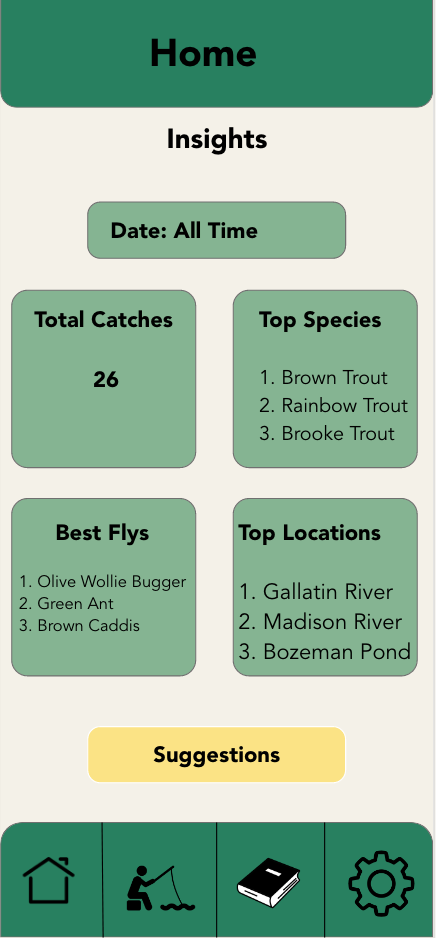 Home
Insights
Date: All Time
Total Catches
26
Top Species
1. Brown Trout
2. Rainbow Trout
3. Brooke Trout
Best Flys
1. Olive Wollie Bugger
2. Green Ant
3. Brown Caddis
Top Locations
1. Gallatin River
2. Madison River
3. Bozeman Pond
Suggestions